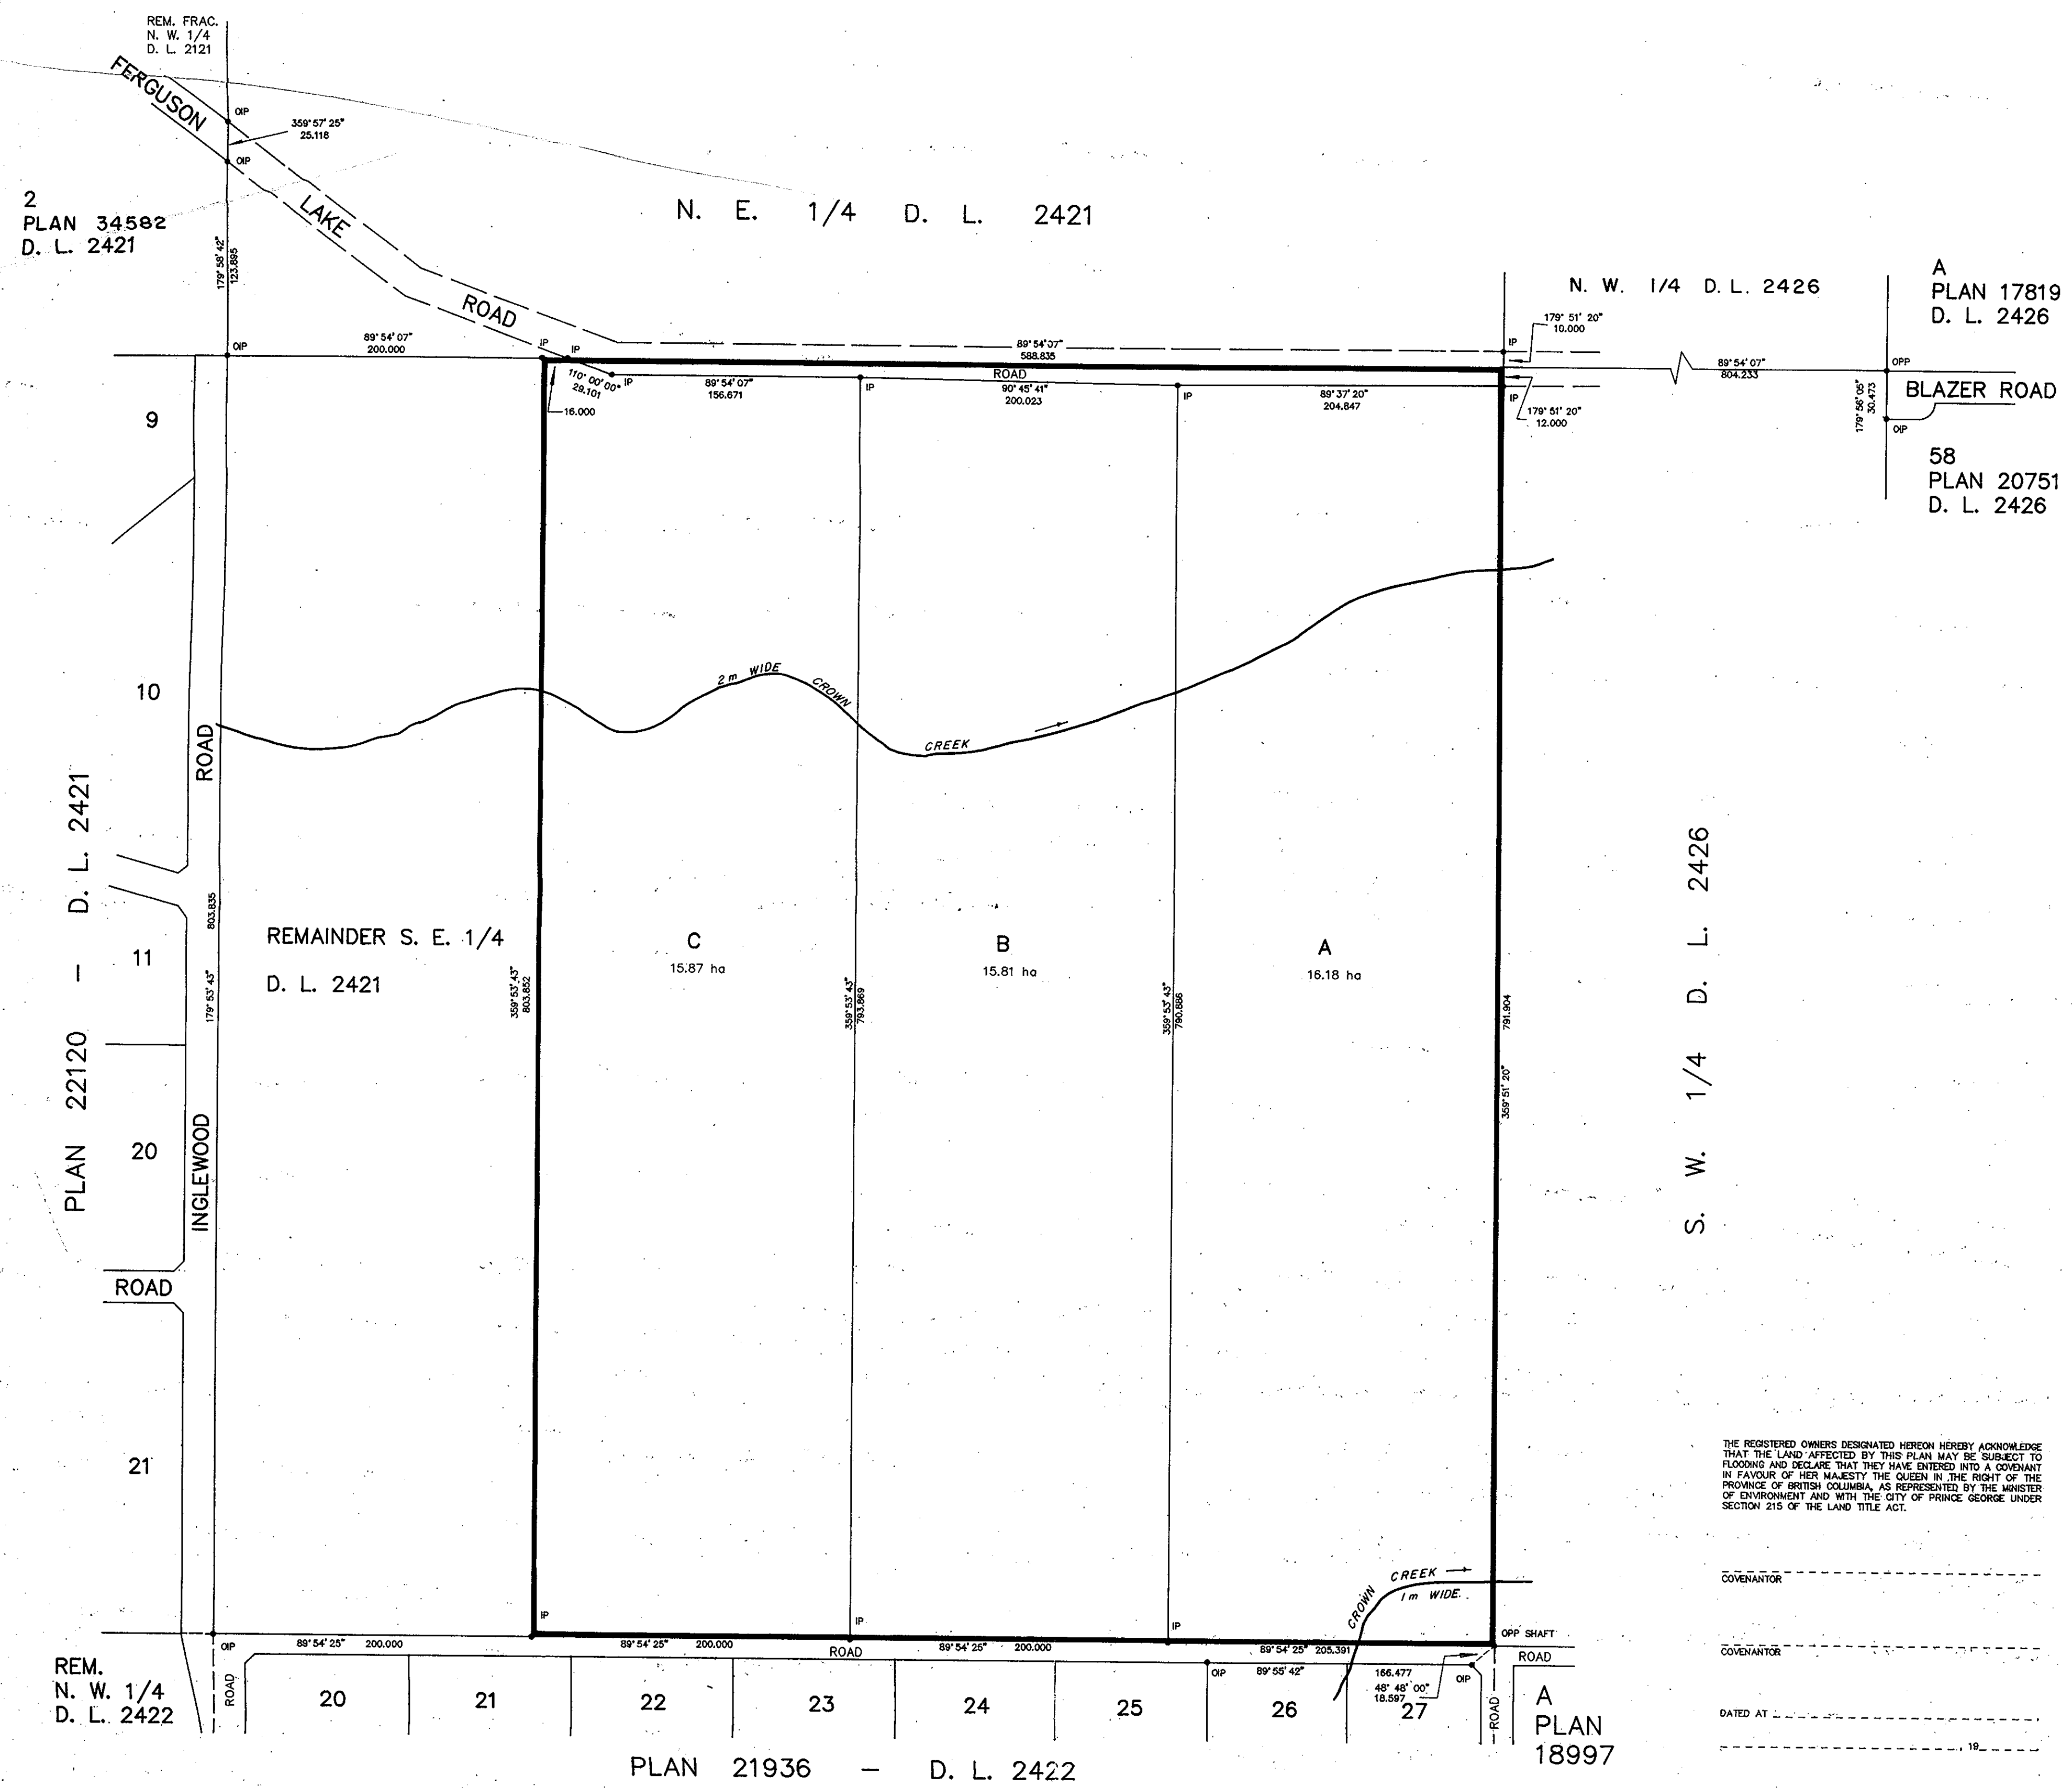 REM. FRAC.
N. W. 1/4
D. L. 2121
FERGUSON LAKE ROAD
OIP
359° 57' 25"
25.118
OIP
2
PLAN 34582
D. L. 2421
179° 58' 42"
123.895
N. E. 1/4 D. L. 2421
N. W. 1/4 D. L. 2426
A
PLAN 17819
D. L. 2426
179° 51' 20"
10.000
OIP
89° 54' 07"
200.000
IP
IP
89° 54' 07"
588.835
IP
89° 54' 07"
804.233
OPP
BLAZER ROAD
179° 56' 05"
30.473
OIP
58
PLAN 20751
D. L. 2426
110° 00' 00"
29.101
IP
16.000
89° 54' 07"
156.671
IP
ROAD
90° 45' 41"
200.023
IP
89° 37' 20"
204.847
IP
179° 51' 20"
12.000
9
10
2 m WIDE CROWN CREEK
ROAD
PLAN 22120 - D. L. 2421
11
803.835
179° 53' 43"
REMAINDER S. E. 1/4
D. L. 2421
359° 53' 43"
803.852
C
15.87 ha
359° 53' 43"
793.869
B
15.81 ha
359° 53' 43"
790.886
A
16.18 ha
791.904
359° 51' 20"
S. W. 1/4 D. L. 2426
20
INGLEWOOD
ROAD
21
THE REGISTERED OWNERS DESIGNATED HEREON HEREBY ACKNOWLEDGE
THAT THE LAND AFFECTED BY THIS PLAN MAY BE SUBJECT TO
FLOODING AND DECLARE THAT THEY HAVE ENTERED INTO A COVENANT
IN FAVOUR OF HER MAJESTY THE QUEEN IN THE RIGHT OF THE
PROVINCE OF BRITISH COLUMBIA, AS REPRESENTED BY THE MINISTER
OF ENVIRONMENT AND WITH THE CITY OF PRINCE GEORGE UNDER
SECTION 215 OF THE LAND TITLE ACT.
COVENANTOR
COVENANTOR
DATED AT
, 19
CROWN CREEK
1 m WIDE.
OIP
89° 54' 25" 200.000
IP
89° 54' 25" 200.000
IP
89° 54' 25" 200.000
IP
89° 54' 25" 205.391
OPP SHAFT
ROAD
ROAD
REM.
N. W. 1/4
D. L. 2422
ROAD
20
21
22
23
24
25
OIP
89° 55' 42"
166.477
48° 48' 00"
18.597
OIP
26
27
ROAD
A
PLAN
18997
PLAN 21936 - D. L. 2422